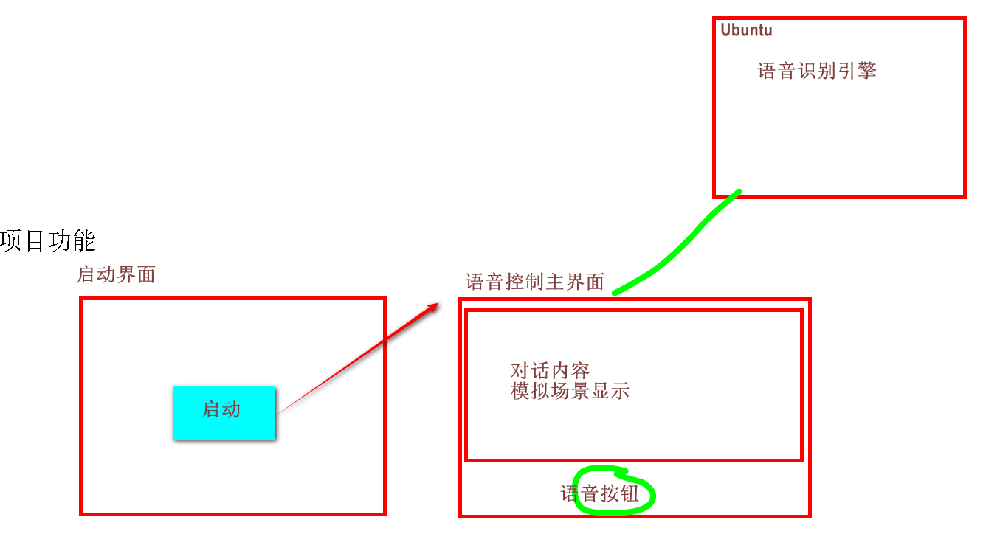 Ubuntu
语音识别引擎
项目功能
启动界面
语音控制主界面
对话内容
模拟场景显示
启动
语音按钮